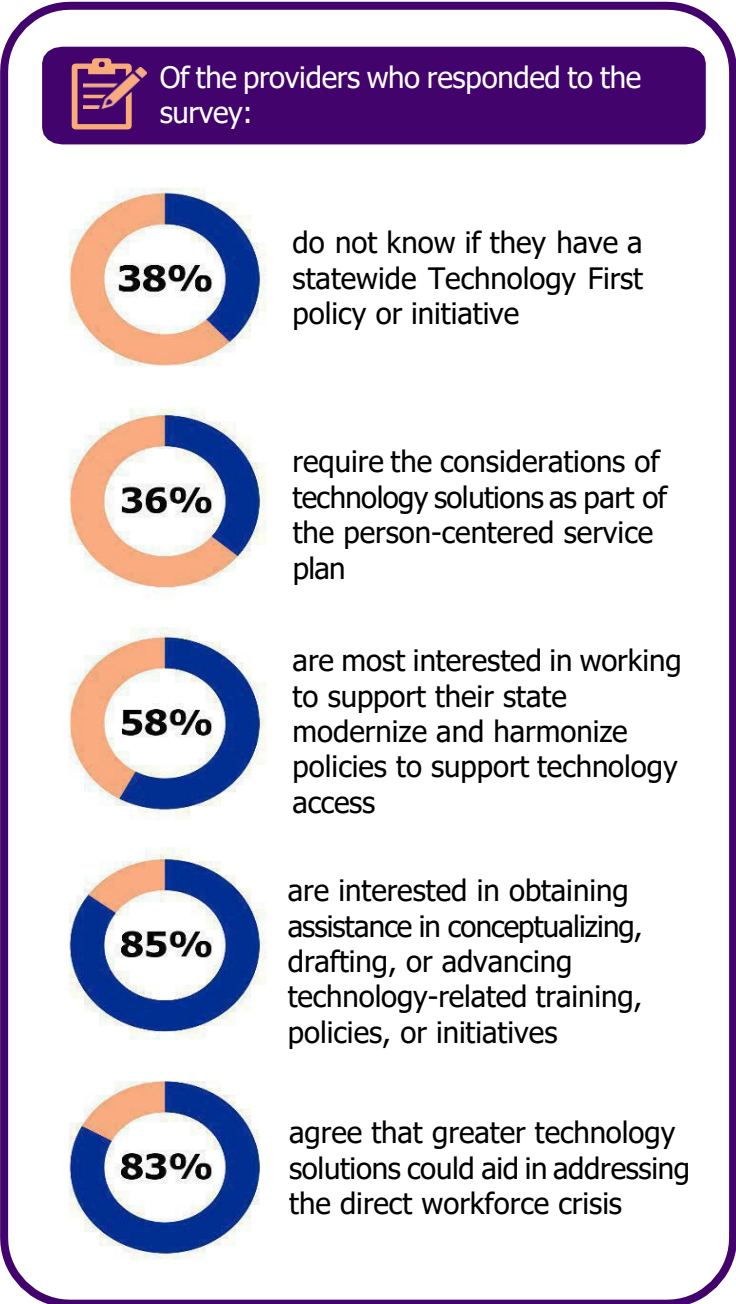 Of the providers who responded to the
survey:
38%
do not know if they have a
statewide Technology First
policy or initiative
36%
require the considerations of
technology solutions as part of
the person-centered service
plan
58%
are most interested in working
to support their state
modernize and harmonize
policies to support technology
access
85%
are interested in obtaining
assistance in conceptualizing,
drafting, or advancing
technology-related training,
policies, or initiatives
83%
agree that greater technology
solutions could aid in addressing
the direct workforce crisis